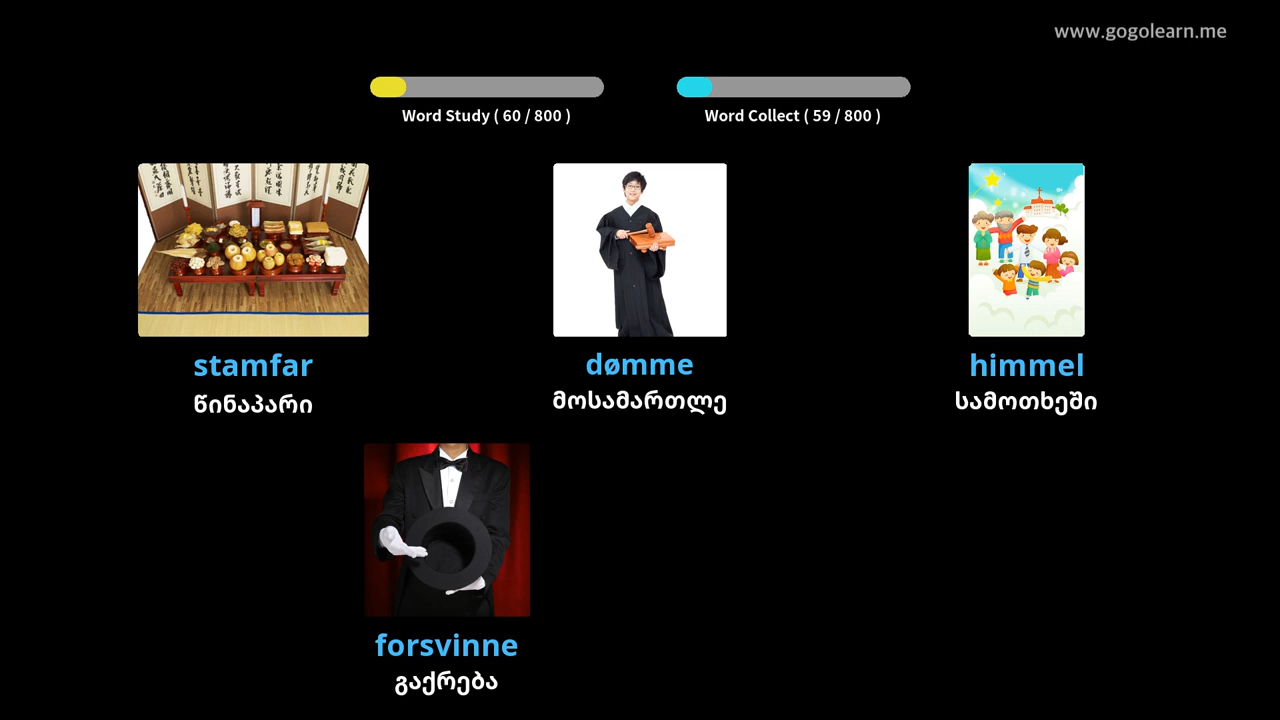 www.gogolearn.me
Word Study ( 60 / 800 )
Word Collect ( 59 / 800 )
stamfar
წინაპარი
dømme
მოსამართლე
himmel
სამოთხეში
forsvinne
გაქრება